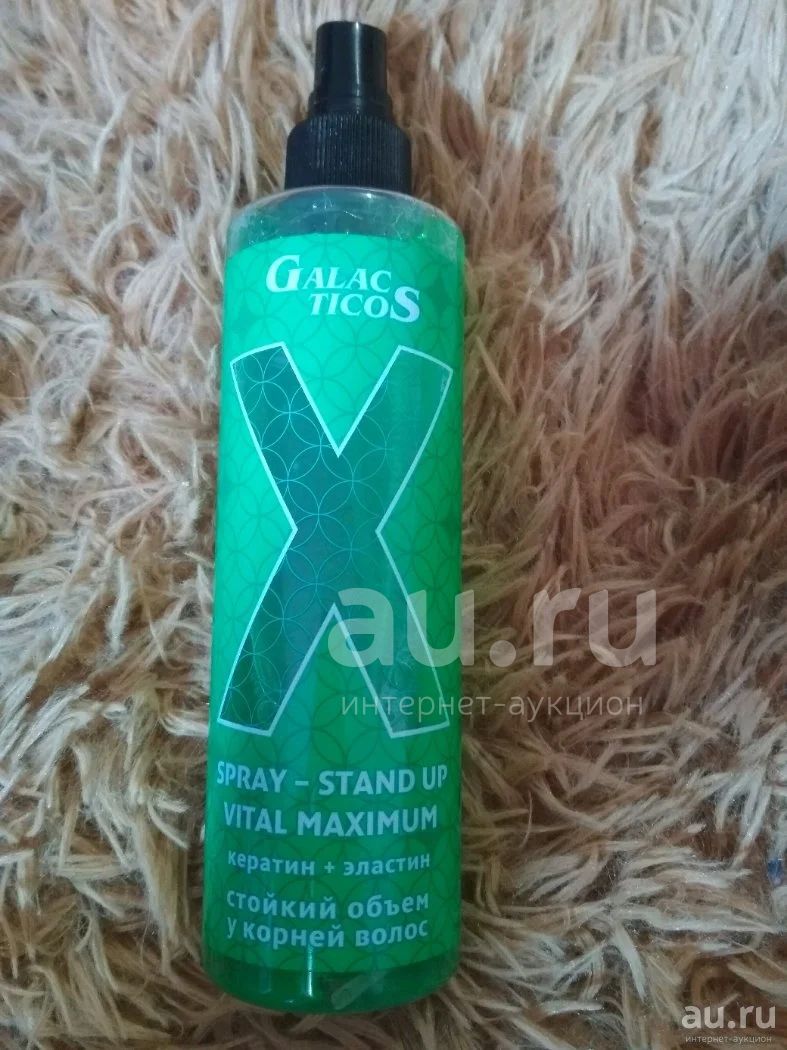 GALAC
TICOS
X
SPRAY – STAND UP
VITAL MAXIMUM
кератин + эластин
стойкий объем
у корней волос
au.ru
интернет-аукцион
au.ru
интернет-аукцион